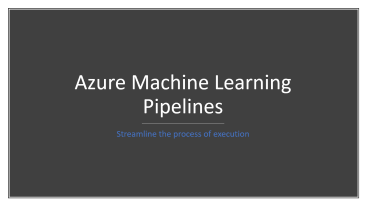 Azure Machine Learning
Pipelines
Streamline the process of execution